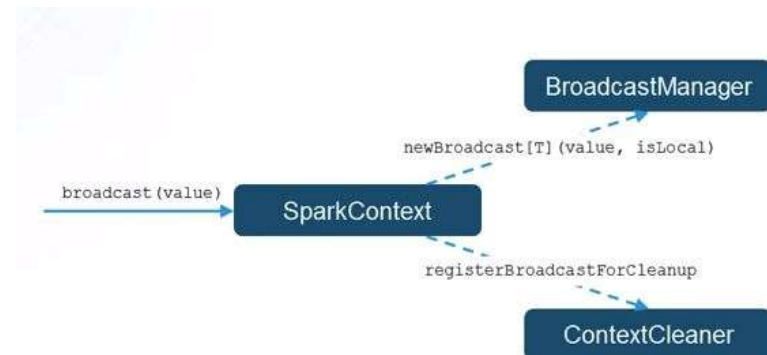 BroadcastManager
newBroadcast[T](value, isLocal)
broadcast(value)
SparkContext
registerBroadcastForCleanup
ContextCleaner